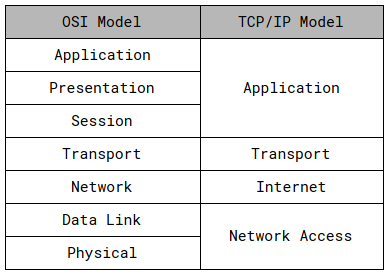 OSI Model TCP/IP Model
Application
Presentation Application
Session
Transport Transport
Network Internet
Data Link
Network Access
Physical